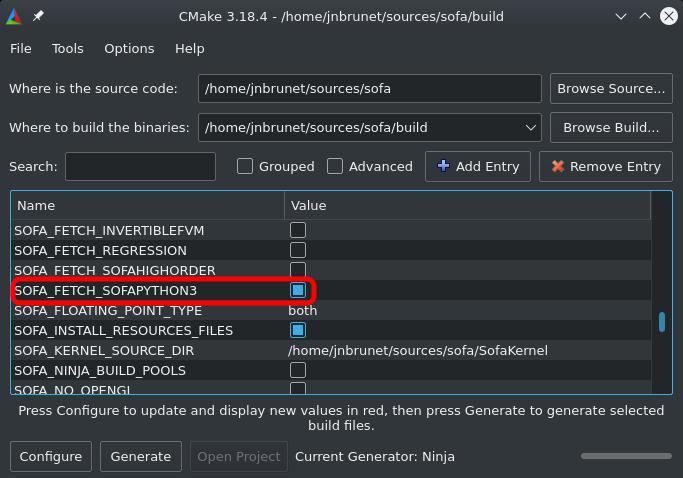 CMake 3.18.4 - /home/jnbrunet/sources/sofa/build
File Tools Options Help
Where is the source code: /home/jnbrunet/sources/sofa Browse Source...
Where to build the binaries: /home/jnbrunet/sources/sofa/build Browse Build...
Search: Grouped Advanced Add Entry Remove Entry
Name Value
SOFA_FETCH_INVERTIBLEFVM
SOFA_FETCH_REGRESSION
SOFA_FETCH_SOFAHIGHORDER
SOFA_FETCH_SOFAPYTHON3
SOFA_FLOATING_POINT_TYPE both
SOFA_INSTALL_RESOURCES_FILES
SOFA_KERNEL_SOURCE_DIR /home/jnbrunet/sources/sofa/SofaKernel
SOFA_NINJA_BUILD_POOLS
SOFA_NO_OPENGL
Press Configure to update and display new values in red, then press Generate to generate selected
build files.
Configure Generate Open Project Current Generator: Ninja